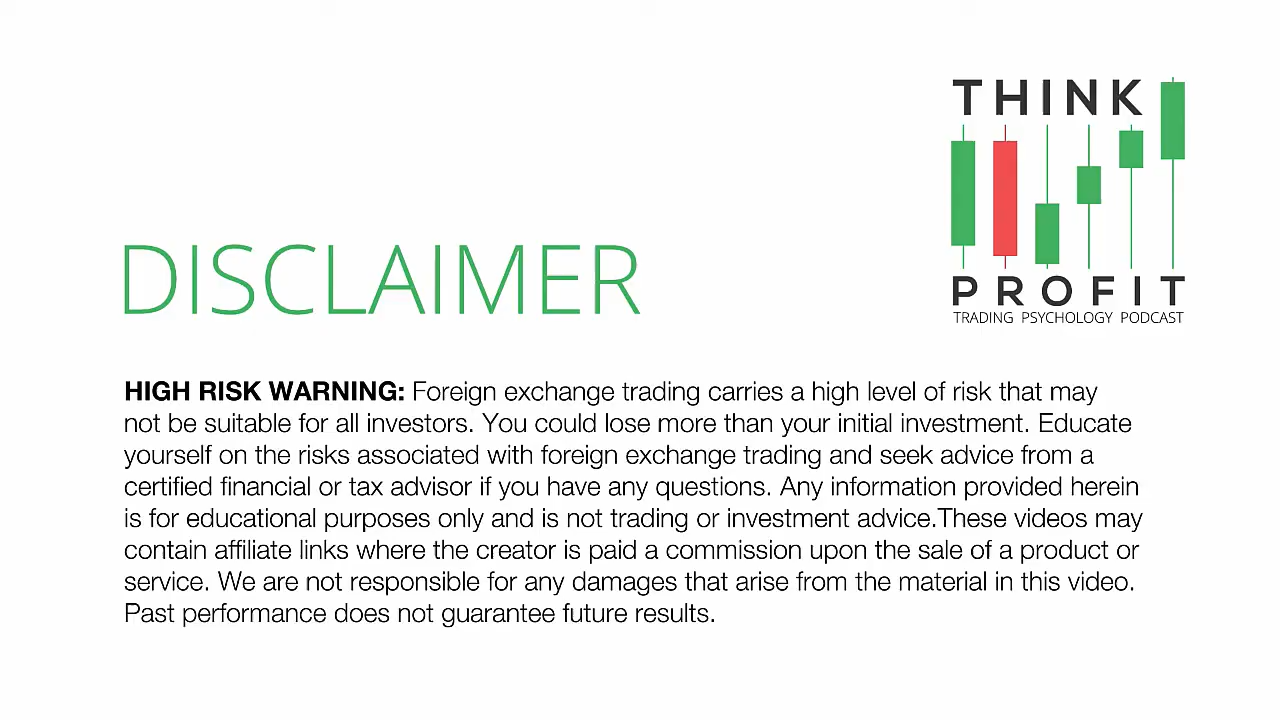 THINK
PROFIT
TRADING PSYCHOLOGY PODCAST
DISCLAIMER
HIGH RISK WARNING: Foreign exchange trading carries a high level of risk that may
not be suitable for all investors. You could lose more than your initial investment. Educate
yourself on the risks associated with foreign exchange trading and seek advice from a
certified financial or tax advisor if you have any questions. Any information provided herein
is for educational purposes only and is not trading or investment advice.These videos may
contain affiliate links where the creator is paid a commission upon the sale of a product or
service. We are not responsible for any damages that arise from the material in this video.
Past performance does not guarantee future results.